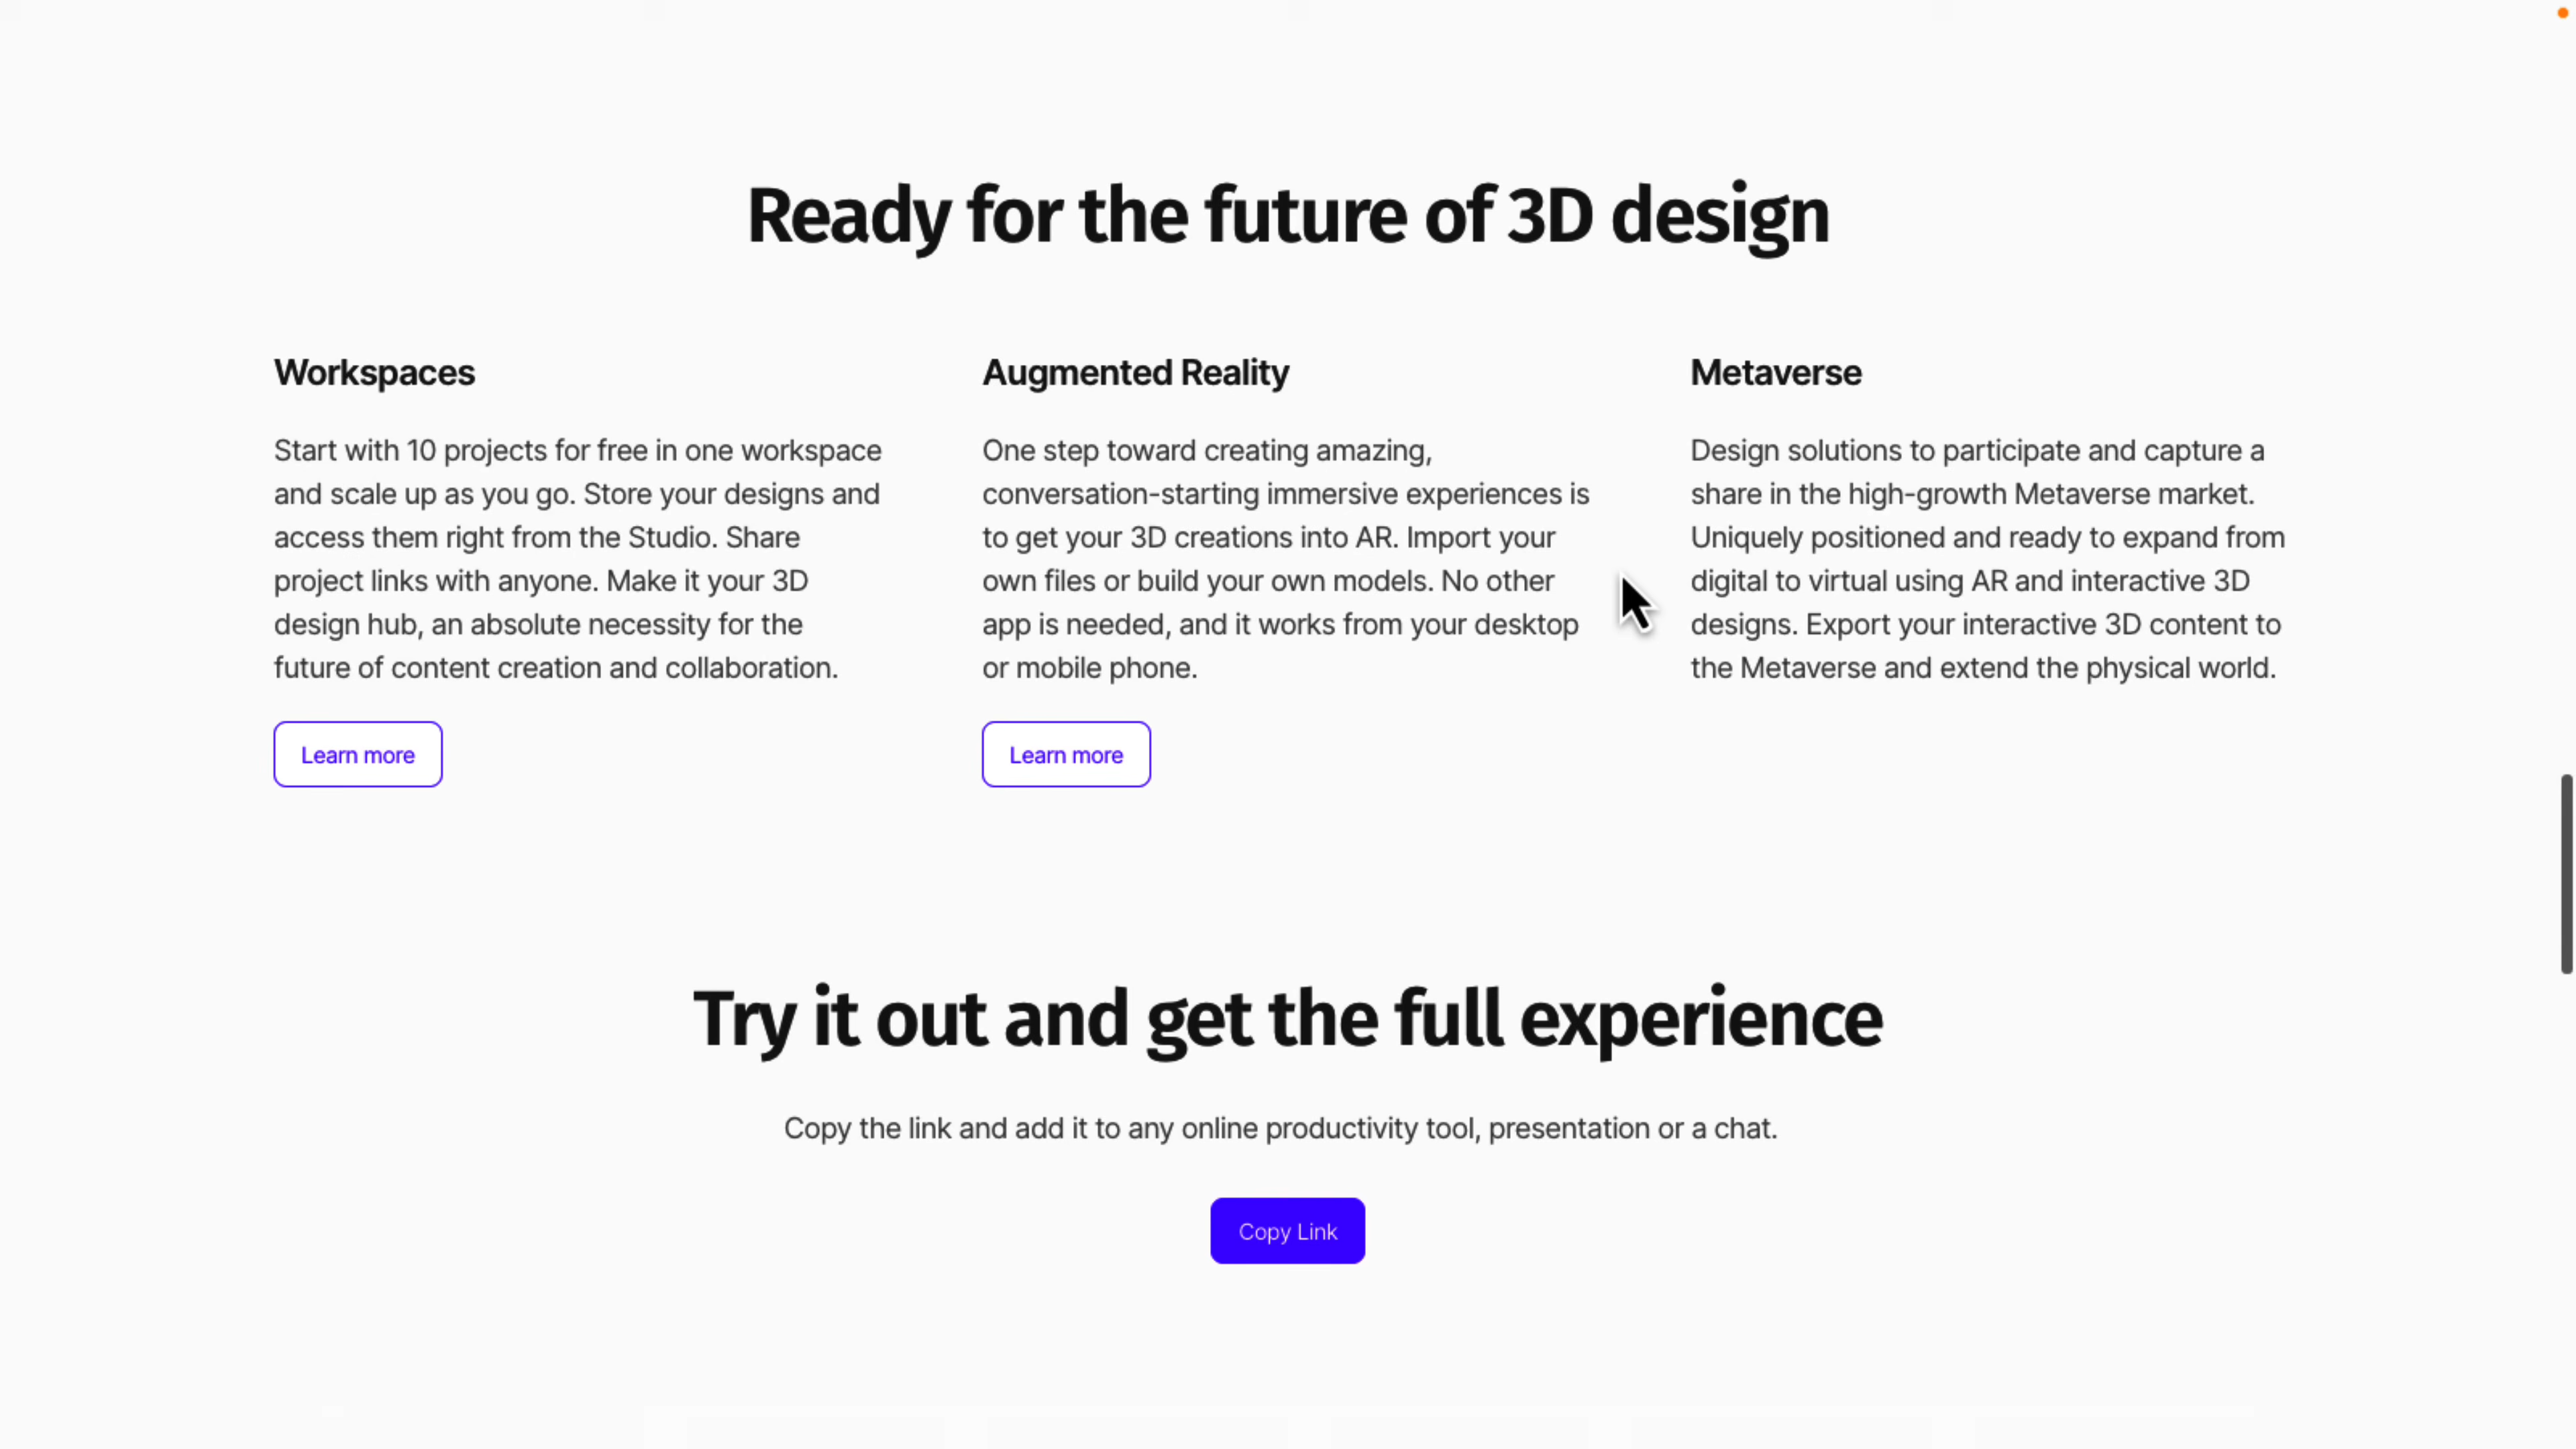 Ready for the future of 3D design
Workspaces
Start with 10 projects for free in one workspace
and scale up as you go. Store your designs and
access them right from the Studio. Share
project links with anyone. Make it your 3D
design hub, an absolute necessity for the
future of content creation and collaboration.
Learn more
Augmented Reality
One step toward creating amazing,
conversation-starting immersive experiences is
to get your 3D creations into AR. Import your
own files or build your own models. No other
app is needed, and it works from your desktop
or mobile phone.
Learn more
Metaverse
Design solutions to participate and capture a
share in the high-growth Metaverse market.
Uniquely positioned and ready to expand from
digital to virtual using AR and interactive 3D
designs. Export your interactive 3D content to
the Metaverse and extend the physical world.
Try it out and get the full experience
Copy the link and add it to any online productivity tool, presentation or a chat.
Copy Link